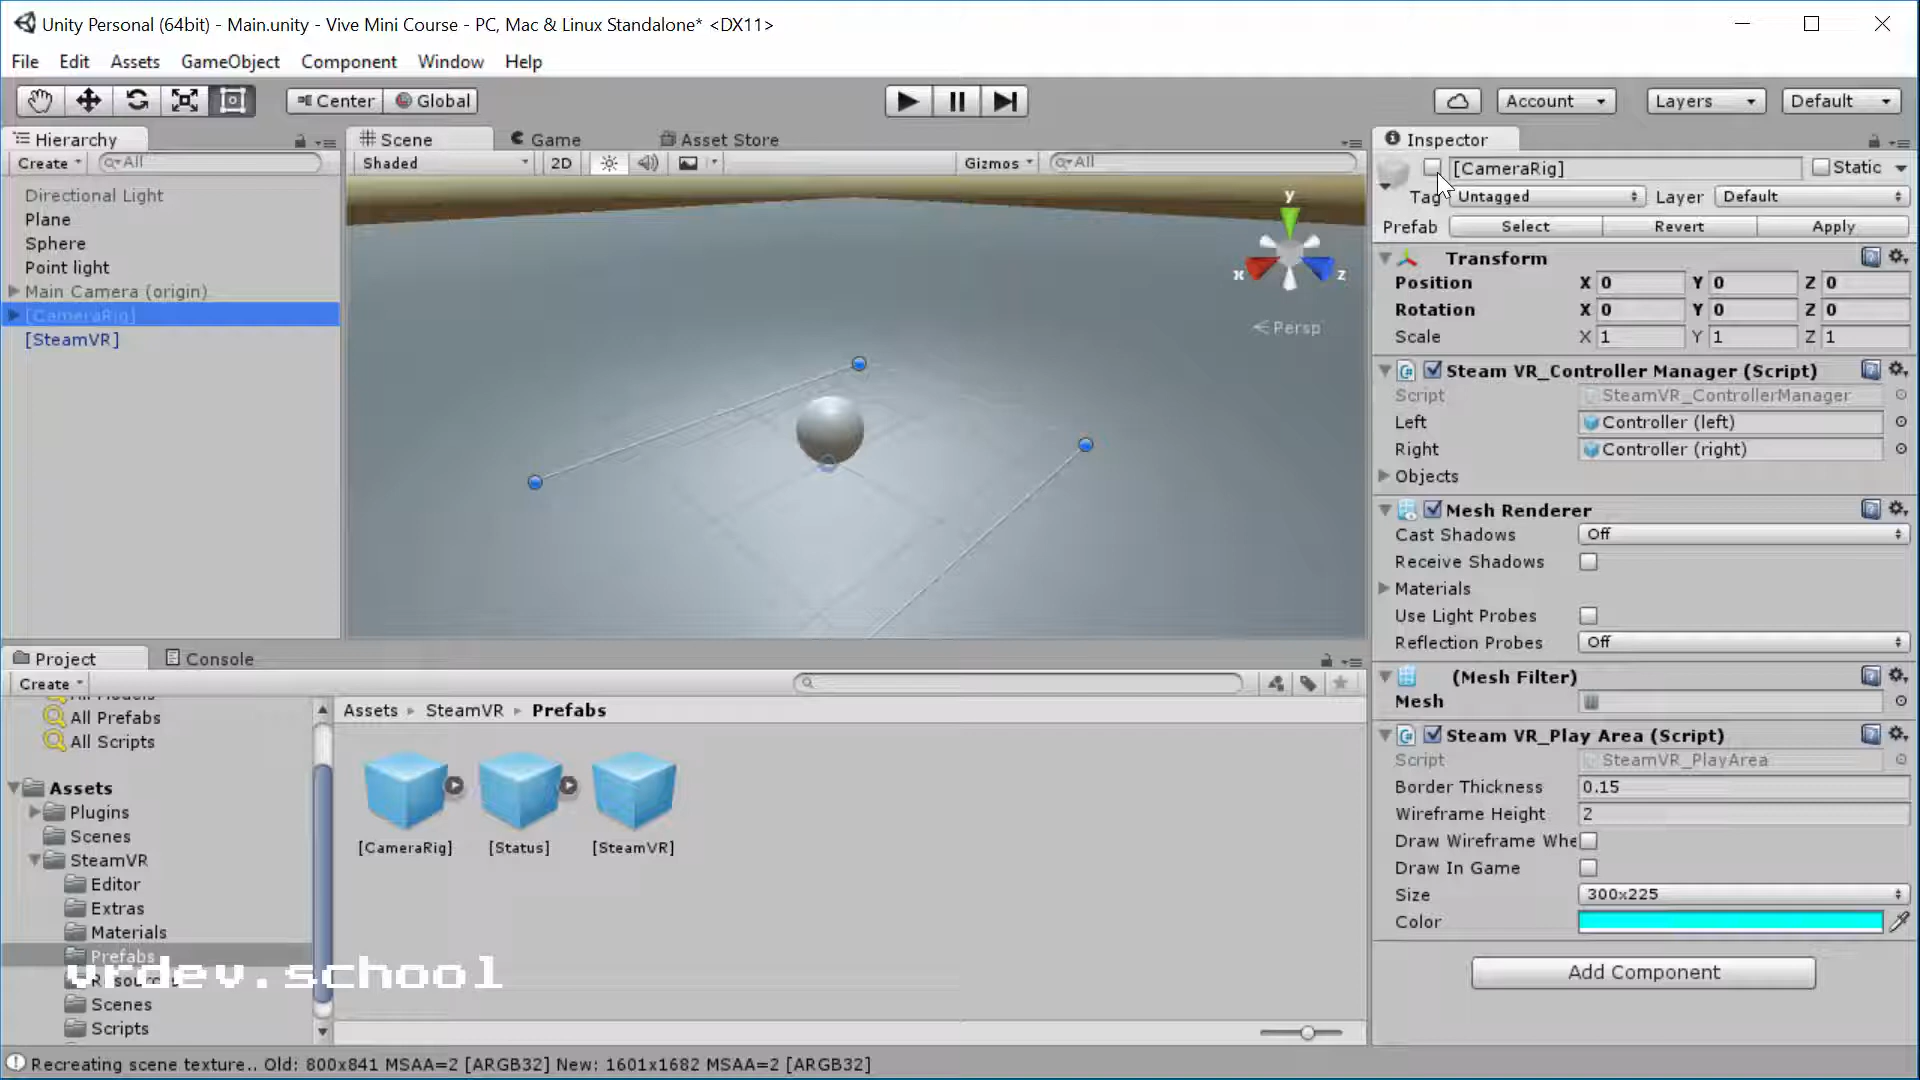 Unity Personal (64bit) - Main.unity - Vive Mini Course - PC, Mac & Linux Standalone* <DX11>
File Edit Assets GameObject Component Window Help
Center Global Account Layers Default
Hierarchy
Create All
Directional Light
Plane
Sphere
Point light
Main Camera (origin)
[CameraRig]
[SteamVR]
Scene Game Asset Store
Shaded 2D Gizmos All
y
x z
Persp
Inspector
[CameraRig] Static
Tag Untagged Layer Default
Prefab Select Revert Apply
Transform
Position X 0 Y 0 Z 0
Rotation X 0 Y 0 Z 0
Scale X 1 Y 1 Z 1
Steam VR_Controller Manager (Script)
Script SteamVR_ControllerManager
Left Controller (left)
Right Controller (right)
Objects
Mesh Renderer
Cast Shadows Off
Receive Shadows
Materials
Use Light Probes
Reflection Probes Off
(Mesh Filter)
Mesh
Steam VR_Play Area (Script)
Script SteamVR_PlayArea
Border Thickness 0.15
Wireframe Height 2
Draw Wireframe Whe
Draw In Game
Size 300x225
Color
Add Component
Project Console
Create
All Models
All Prefabs
All Scripts
Assets
Plugins
Scenes
SteamVR
Editor
Extras
Materials
Prefabs
Scenes
Scripts
Assets SteamVR Prefabs
[CameraRig] [Status] [SteamVR]
vrdev.school
Recreating scene texture.. Old: 800x841 MSAA=2 [ARGB32] New: 1601x1682 MSAA=2 [ARGB32]